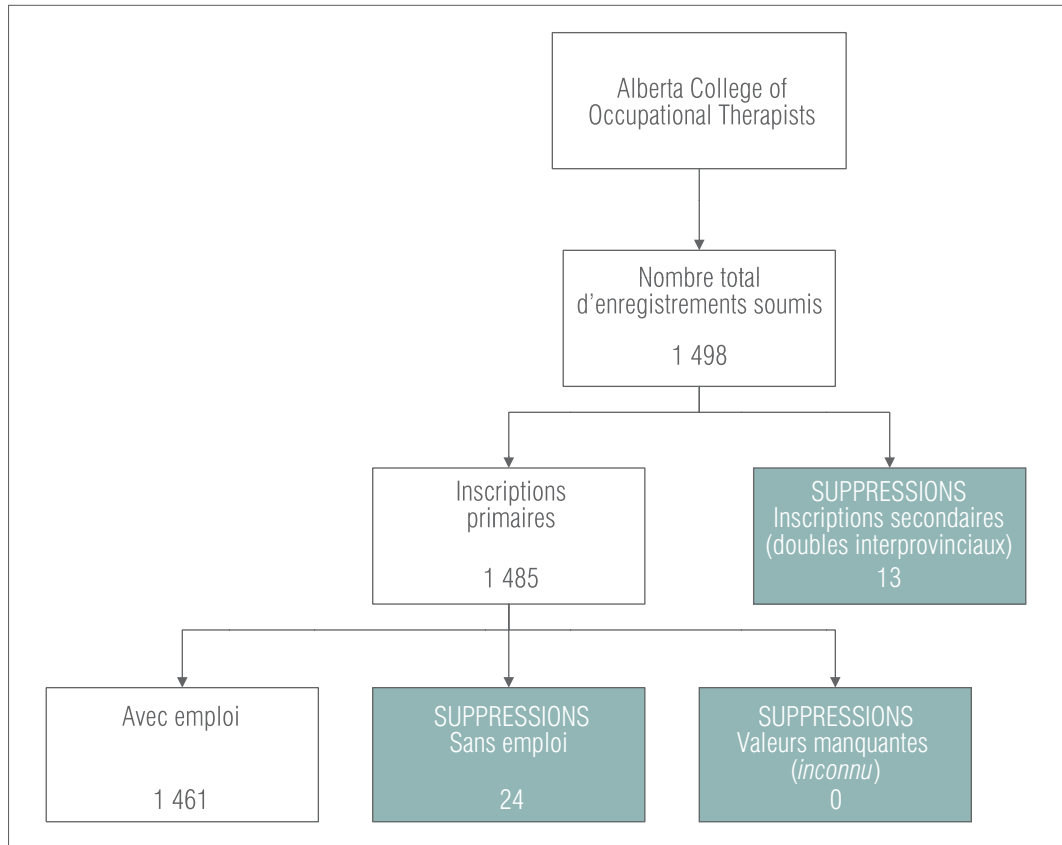 Alberta College of
Occupational Therapists
Nombre total
d’enregistrements soumis
1 498
Inscriptions
primaires
1 485
SUPPRESSIONS
Inscriptions secondaires
(doubles interprovinciaux)
13
Avec emploi
1 461
SUPPRESSIONS
Sans emploi
24
SUPPRESSIONS
Valeurs manquantes
(inconnu)
0